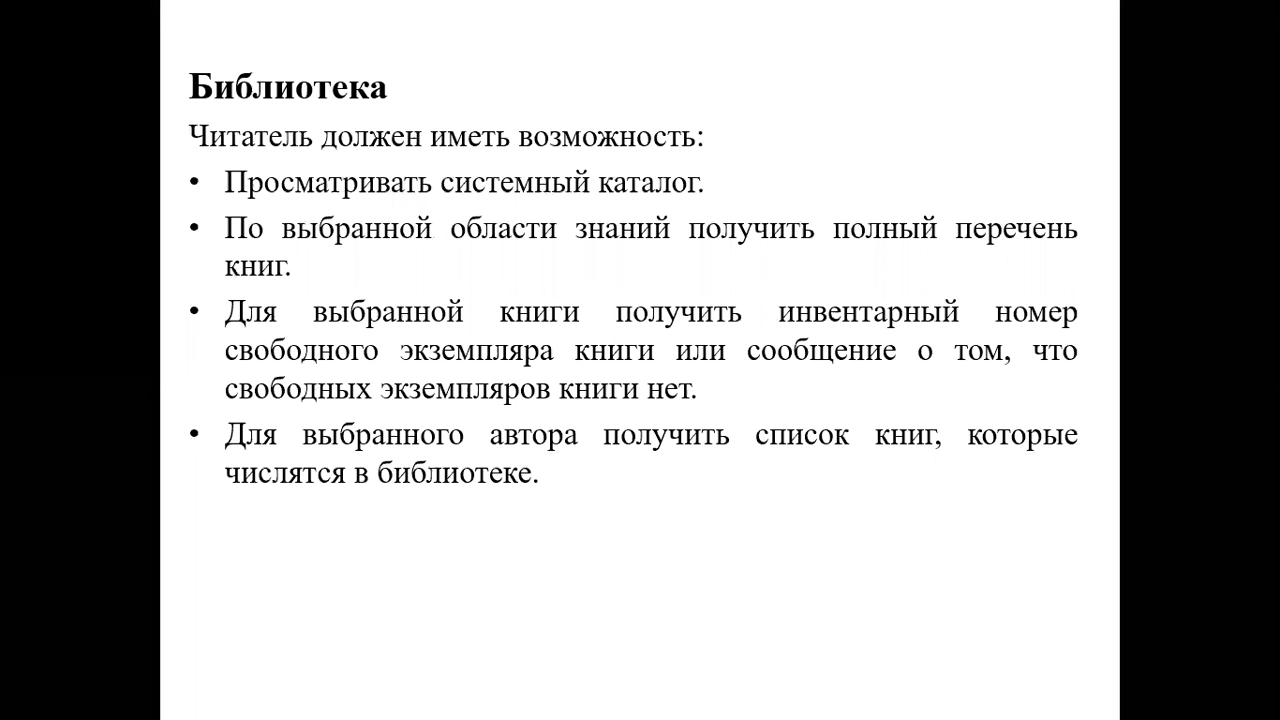 Библиотека
Читатель должен иметь возможность:
• Просматривать системный каталог.
• По выбранной области знаний получить полный перечень
книг.
• Для выбранной книги получить инвентарный номер
свободного экземпляра книги или сообщение о том, что
свободных экземпляров книги нет.
• Для выбранного автора получить список книг, которые
числятся в библиотеке.